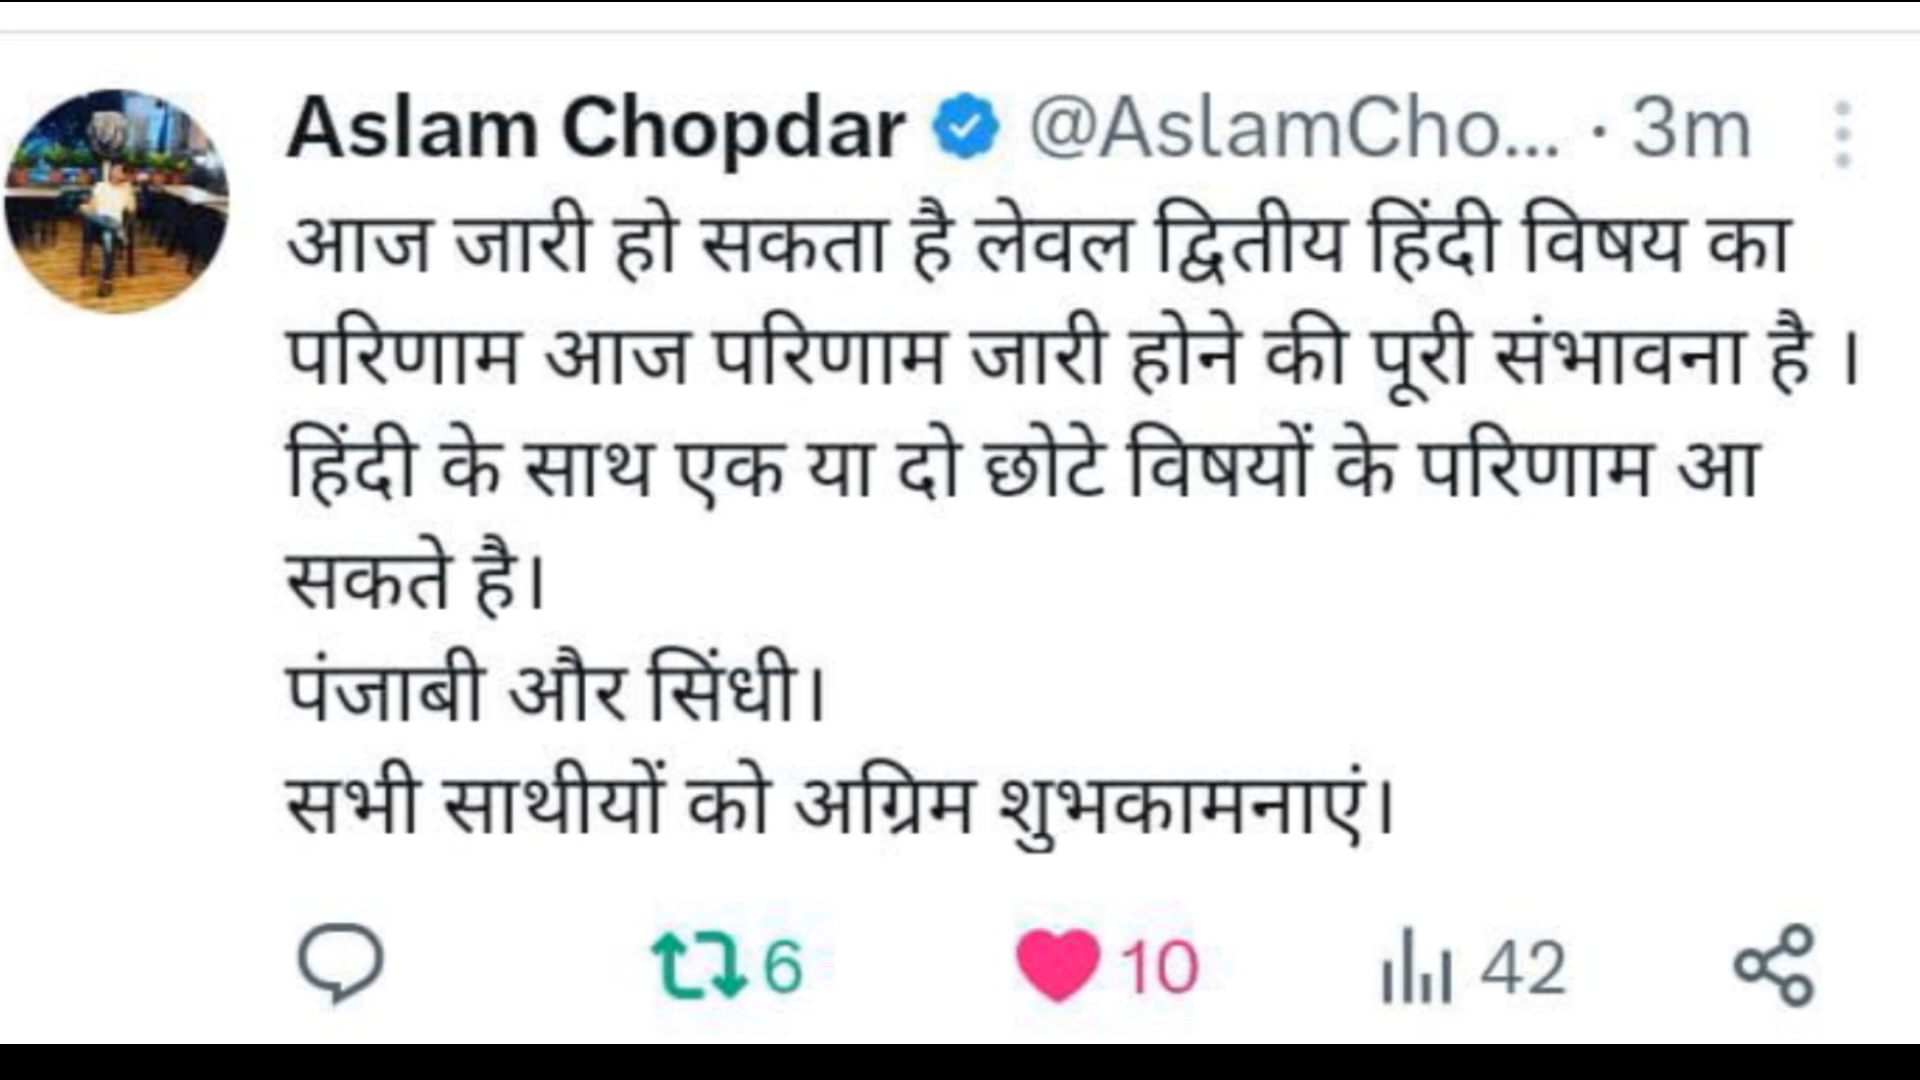 Aslam Chopdar @AslamCho... · 3m
आज जारी हो सकता है लेवल द्वितीय हिंदी विषय का
परिणाम आज परिणाम जारी होने की पूरी संभावना है ।
हिंदी के साथ एक या दो छोटे विषयों के परिणाम आ
सकते है।
पंजाबी और सिंधी।
सभी साथीयों को अग्रिम शुभकामनाएं।
6 10 42